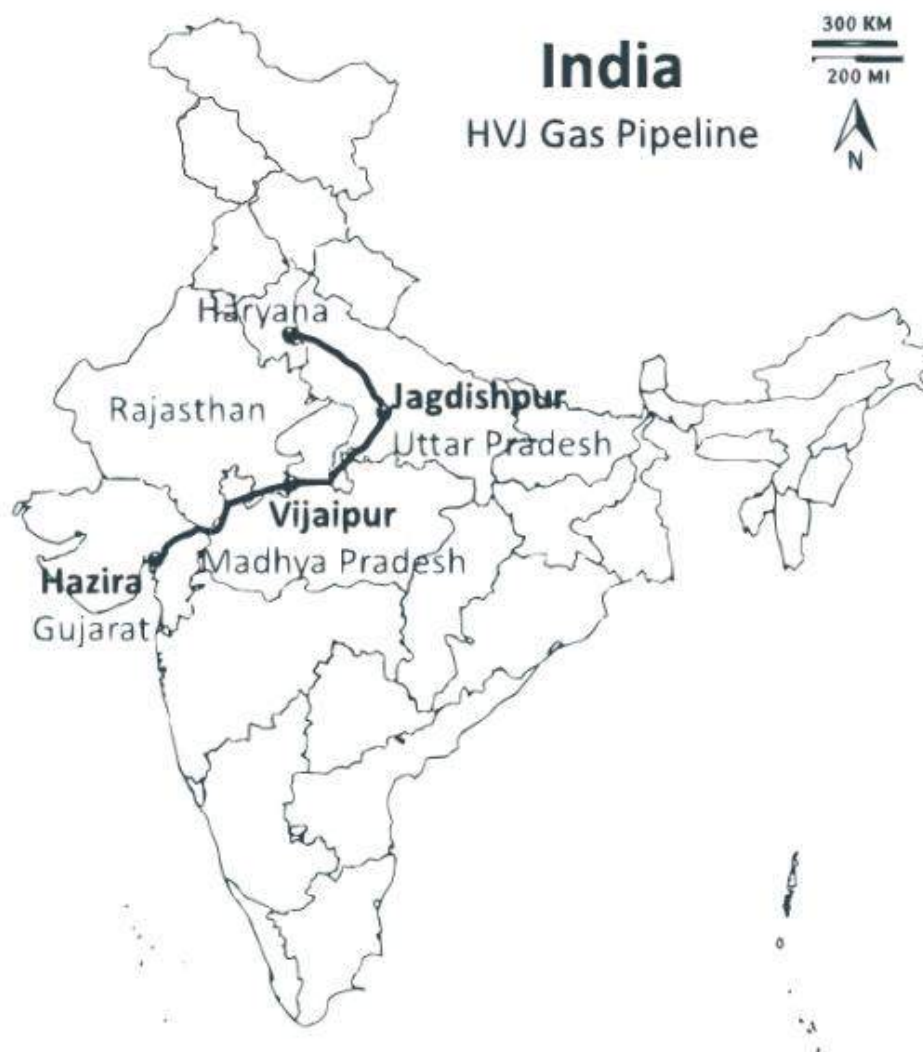 India
HVJ Gas Pipeline
300 KM
200 MI
N
Haryana
Rajasthan
Jagdishpur
Uttar Pradesh
Vijaipur
Madhya Pradesh
Hazira
Gujarat